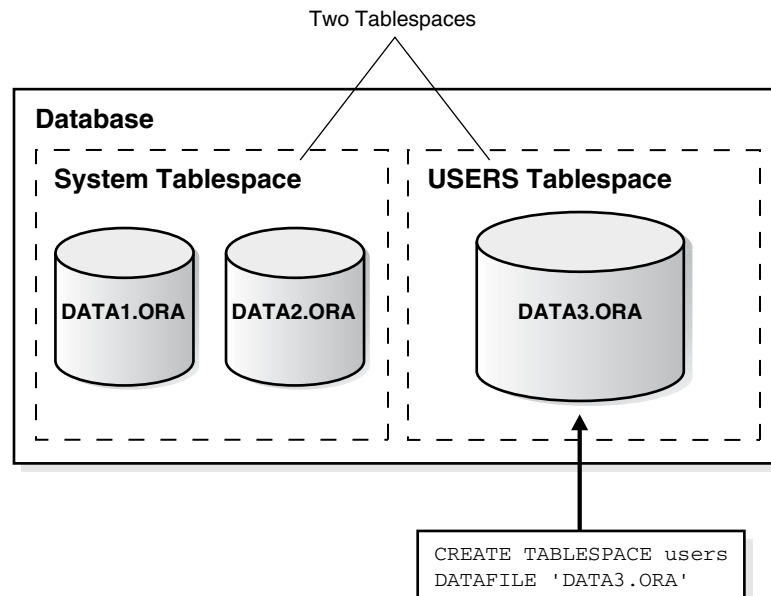 Two Tablespaces
Database
System Tablespace
USERS Tablespace
DATA1.ORA
DATA2.ORA
DATA3.ORA
CREATE TABLESPACE users
DATAFILE 'DATA3.ORA'